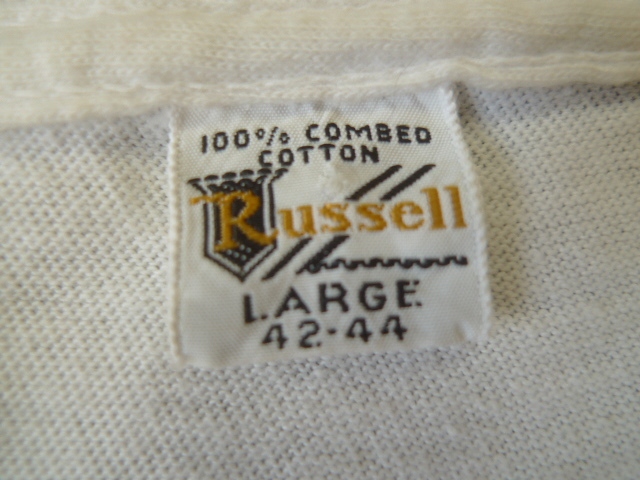 100% COMBED
COTTON
Russell
LARGE
42-44